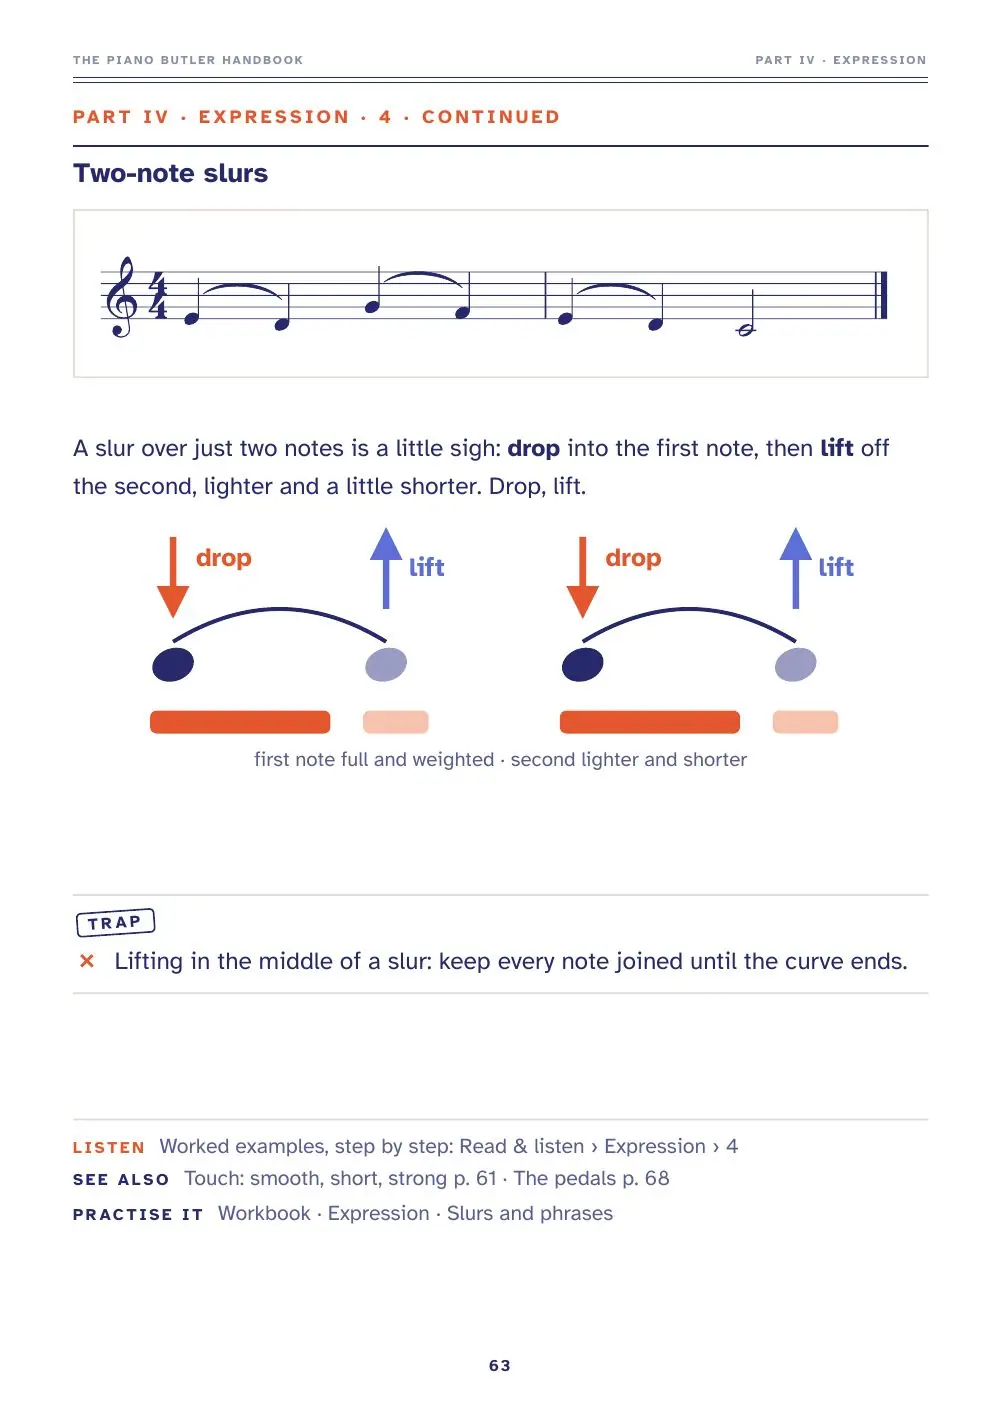 THE PIANO BUTLER HANDBOOK
PART IV · EXPRESSION
PART IV · EXPRESSION · 4 · CONTINUED
Two-note slurs
4
4
A slur over just two notes is a little sigh: drop into the first note, then lift off
the second, lighter and a little shorter. Drop, lift.
drop
lift
drop
lift
first note full and weighted · second lighter and shorter
TRAP
× Lifting in the middle of a slur: keep every note joined until the curve ends.
LISTEN Worked examples, step by step: Read & listen › Expression › 4
SEE ALSO Touch: smooth, short, strong p. 61 · The pedals p. 68
PRACTISE IT Workbook · Expression · Slurs and phrases
63